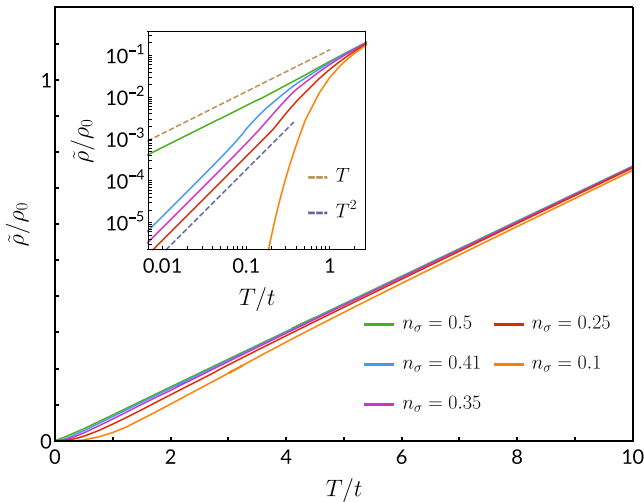 1
0
ρ̃/ρ₀
0
2
4
6
8
10
T/t
10⁻¹
10⁻²
10⁻³
10⁻⁴
10⁻⁵
ρ̃/ρ₀
0.01
0.1
1
T/t
T
T²
n_σ = 0.5
n_σ = 0.25
n_σ = 0.41
n_σ = 0.1
n_σ = 0.35